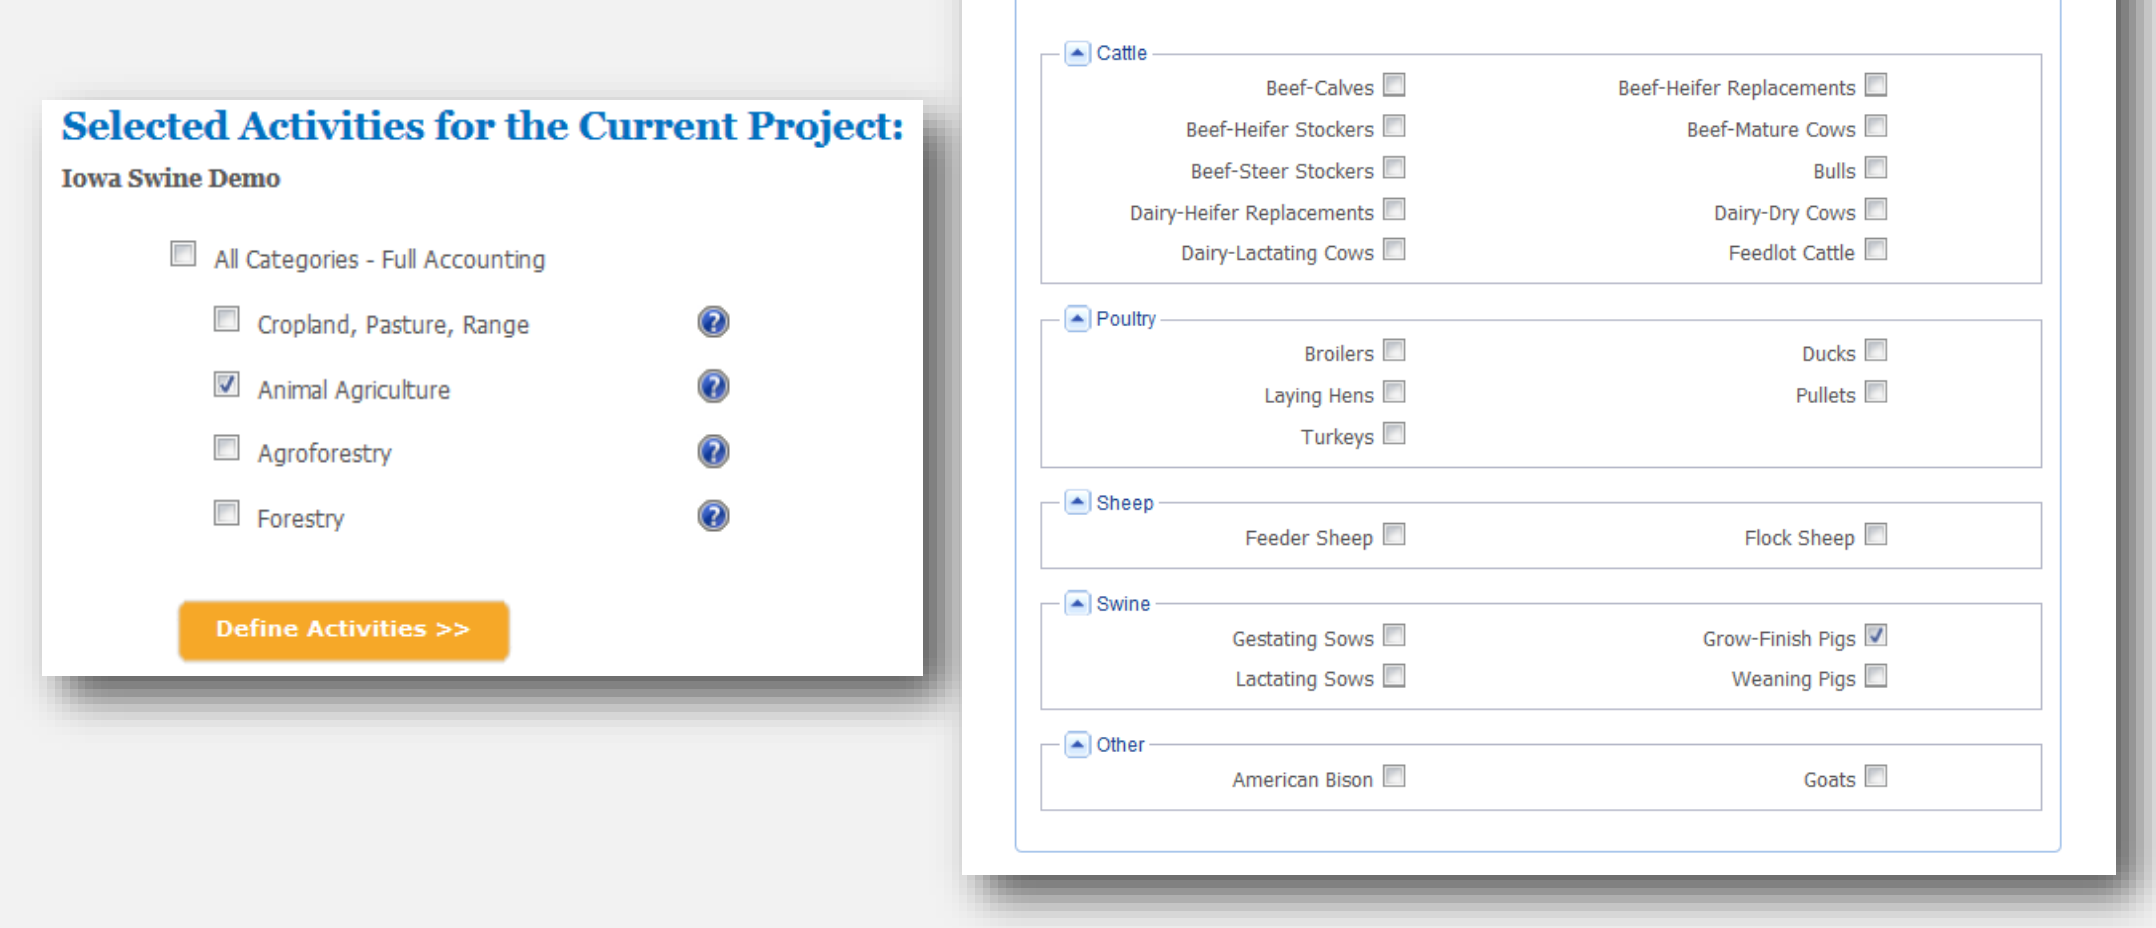 Selected Activities for the Current Project:
Iowa Swine Demo
All Categories - Full Accounting
Cropland, Pasture, Range
Animal Agriculture
Agroforestry
Forestry
Define Activities >>
Cattle
Beef-Calves Beef-Heifer Replacements
Beef-Heifer Stockers Beef-Mature Cows
Beef-Steer Stockers Bulls
Dairy-Heifer Replacements Dairy-Dry Cows
Dairy-Lactating Cows Feedlot Cattle
Poultry
Broilers Ducks
Laying Hens Pullets
Turkeys
Sheep
Feeder Sheep Flock Sheep
Swine
Gestating Sows Grow-Finish Pigs
Lactating Sows Weaning Pigs
Other
American Bison Goats